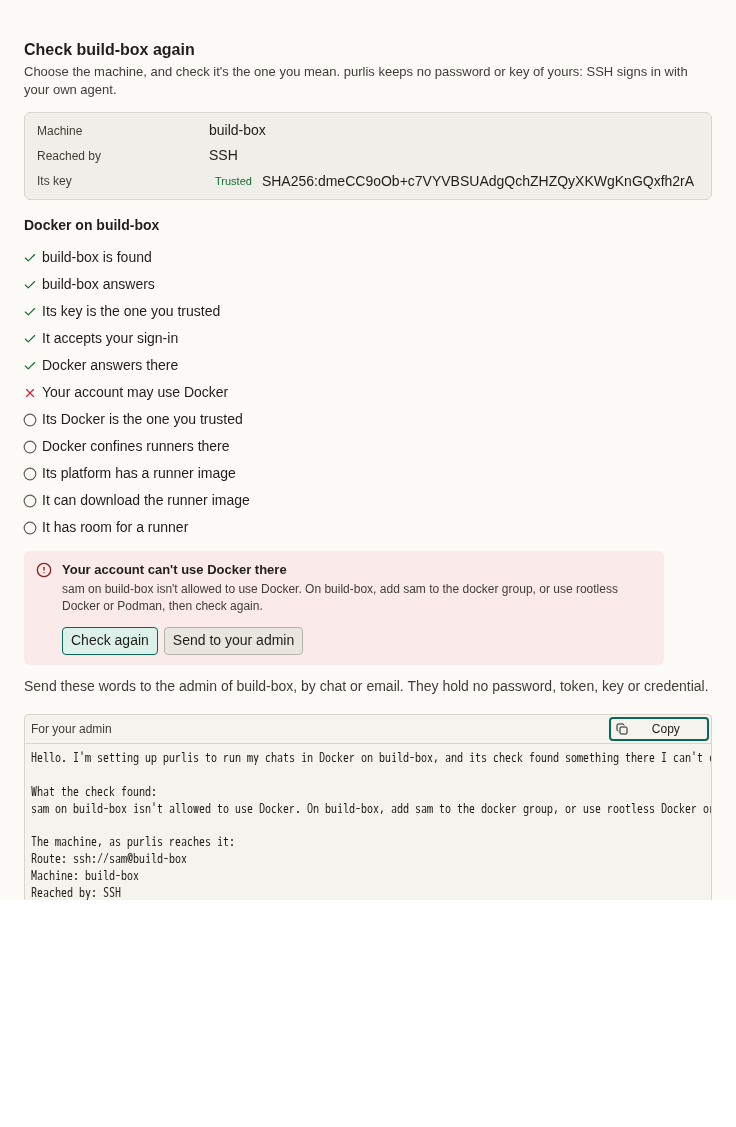 Check build-box again
Choose the machine, and check it's the one you mean. purlis keeps no password or key of yours: SSH signs in with
your own agent.
Machine build-box
Reached by SSH
Its key Trusted SHA256:dmeCC9oOb+c7VYVBSUAdgQchZHZQyXKWgKnGQxfh2rA
Docker on build-box
build-box is found
build-box answers
Its key is the one you trusted
It accepts your sign-in
Docker answers there
Your account may use Docker
Its Docker is the one you trusted
Docker confines runners there
Its platform has a runner image
It can download the runner image
It has room for a runner
Your account can't use Docker there
sam on build-box isn't allowed to use Docker. On build-box, add sam to the docker group, or use rootless
Docker or Podman, then check again.
Check again Send to your admin
Send these words to the admin of build-box, by chat or email. They hold no password, token, key or credential.
For your admin Copy
Hello. I'm setting up purlis to run my chats in Docker on build-box, and its check found something there I can't
What the check found:
sam on build-box isn't allowed to use Docker. On build-box, add sam to the docker group, or use rootless Docker
The machine, as purlis reaches it:
Route: ssh://sam@build-box
Machine: build-box
Reached by: SSH